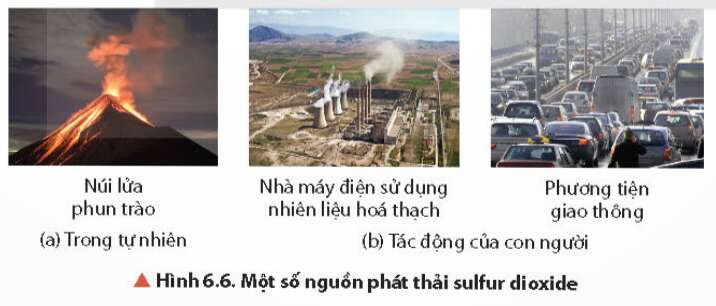 Núi lửa
phun trào
Nhà máy điện sử dụng
nhiên liệu hoá thạch
Phương tiện
giao thông
(a) Trong tự nhiên
(b) Tác động của con người
▲ Hình 6.6. Một số nguồn phát thải sulfur dioxide